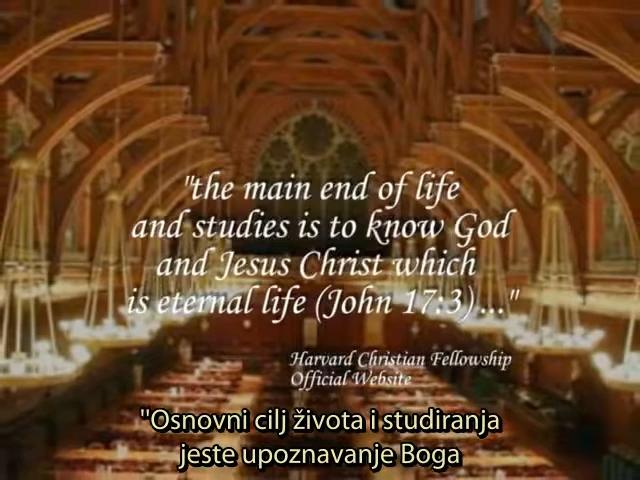 "the main end of life
and studies is to know God
and Jesus Christ which
is eternal life (John 17:3)..."
Harvard Christian Fellowship
Official Website
"Osnovni cilj života i studiranja
jeste upoznavanje Boga